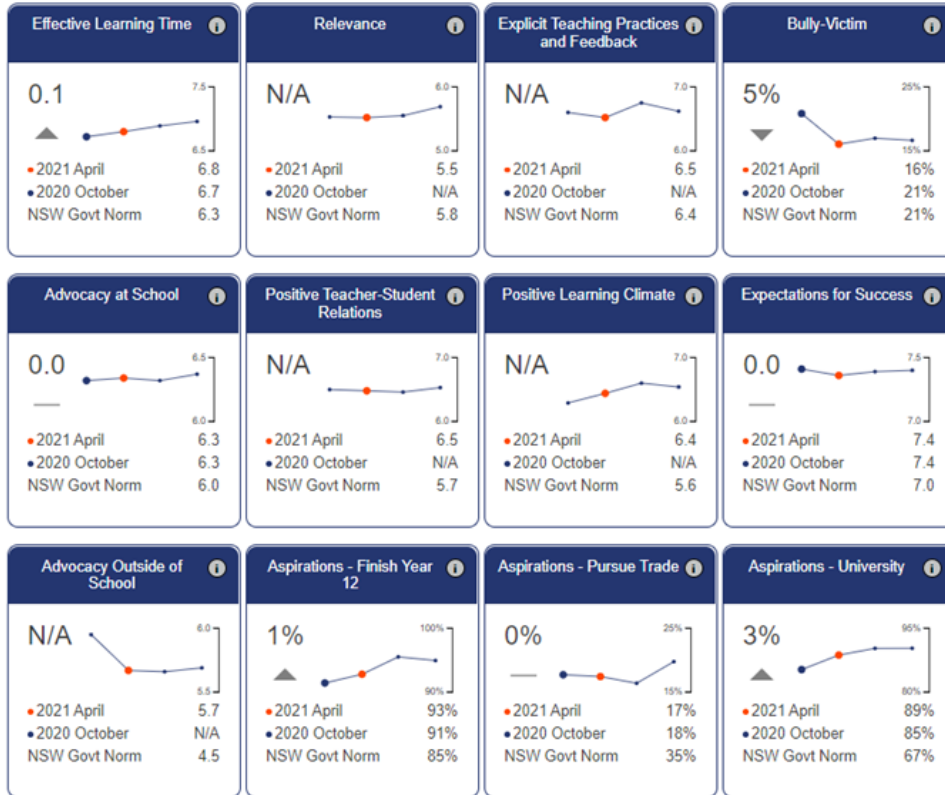 Effective Learning Time
0.1
7.5
6.5
2021 April 6.8
2020 October 6.7
NSW Govt Norm 6.3
Relevance
N/A
6.0
5.0
2021 April 5.5
2020 October N/A
NSW Govt Norm 5.8
Explicit Teaching Practices
and Feedback
N/A
7.0
6.0
2021 April 6.5
2020 October N/A
NSW Govt Norm 6.4
Bully-Victim
5%
25%
15%
2021 April 16%
2020 October 21%
NSW Govt Norm 21%
Advocacy at School
0.0
6.5
6.0
2021 April 6.3
2020 October 6.3
NSW Govt Norm 6.0
Positive Teacher-Student
Relations
N/A
7.0
6.0
2021 April 6.5
2020 October N/A
NSW Govt Norm 5.7
Positive Learning Climate
N/A
7.0
6.0
2021 April 6.4
2020 October N/A
NSW Govt Norm 5.6
Expectations for Success
0.0
7.5
7.0
2021 April 7.4
2020 October 7.4
NSW Govt Norm 7.0
Advocacy Outside of
School
N/A
6.0
5.5
2021 April 5.7
2020 October N/A
NSW Govt Norm 4.5
Aspirations - Finish Year
12
1%
100%
90%
2021 April 93%
2020 October 91%
NSW Govt Norm 85%
Aspirations - Pursue Trade
0%
25%
15%
2021 April 17%
2020 October 18%
NSW Govt Norm 35%
Aspirations - University
3%
95%
80%
2021 April 89%
2020 October 85%
NSW Govt Norm 67%